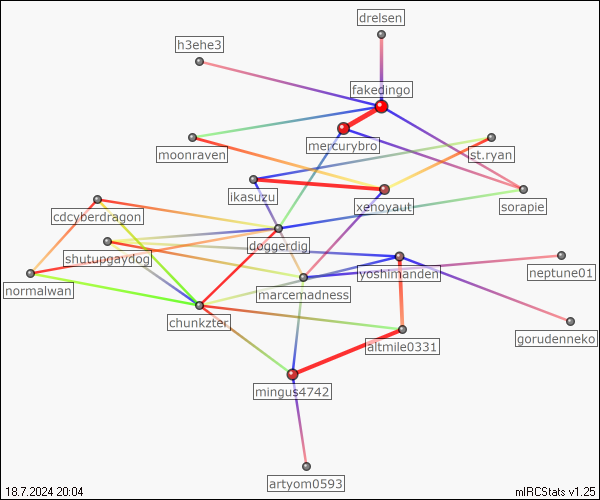 drelsen
h3ehe3
fakedingo
mercurybro
moonraven
st.ryan
ikasuzu
xenoyaut
sorapie
cdcyberdragon
doggerdig
shutupgaydog
yoshimanden
neptune01
normalwan
marcemadness
chunkzter
gorudenneko
altmile0331
mingus4742
artyom0593
18.7.2024 20:04
mIRCStats v1.25